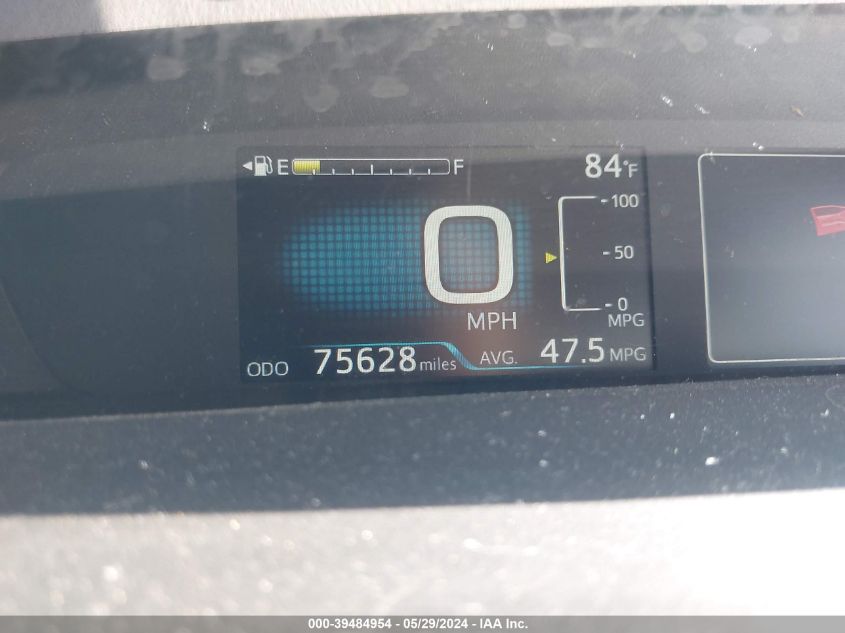 E F 84°F
100
50
0
MPG
0
MPH
ODO 75628 miles AVG. 47.5 MPG
000-39484954 - 05/29/2024 - IAA Inc.